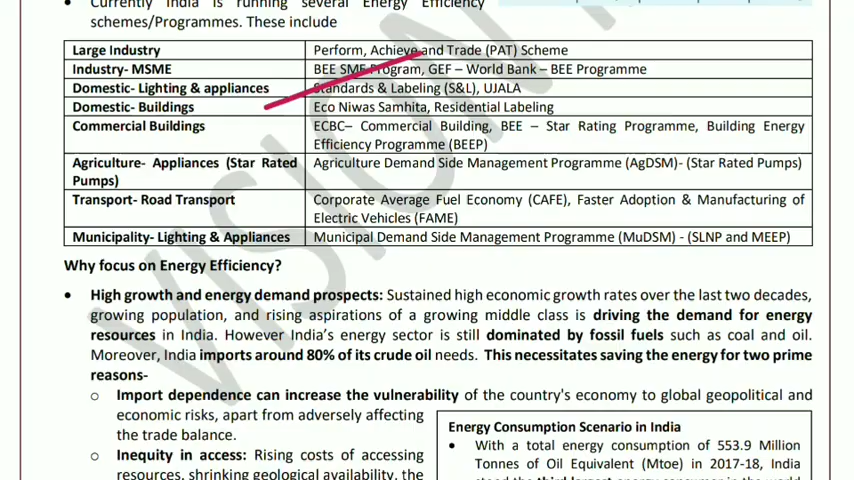 Currently India is running several Energy Efficiency
schemes/Programmes. These include
Large Industry Perform, Achieve and Trade (PAT) Scheme
Industry- MSME BEE SME Program, GEF – World Bank – BEE Programme
Domestic- Lighting & appliances Standards & Labeling (S&L), UJALA
Domestic- Buildings Eco Niwas Samhita, Residential Labeling
Commercial Buildings ECBC– Commercial Building, BEE – Star Rating Programme, Building Energy
Efficiency Programme (BEEP)
Agriculture- Appliances (Star Rated Agriculture Demand Side Management Programme (AgDSM)- (Star Rated Pumps)
Pumps)
Transport- Road Transport Corporate Average Fuel Economy (CAFE), Faster Adoption & Manufacturing of
Electric Vehicles (FAME)
Municipality- Lighting & Appliances Municipal Demand Side Management Programme (MuDSM) - (SLNP and MEEP)
Why focus on Energy Efficiency?
• High growth and energy demand prospects: Sustained high economic growth rates over the last two decades,
growing population, and rising aspirations of a growing middle class is driving the demand for energy
resources in India. However India's energy sector is still dominated by fossil fuels such as coal and oil.
Moreover, India imports around 80% of its crude oil needs. This necessitates saving the energy for two prime
reasons-
o Import dependence can increase the vulnerability of the country's economy to global geopolitical and
economic risks, apart from adversely affecting
the trade balance.
o Inequity in access: Rising costs of accessing
resources, shrinking geological availability, the
Energy Consumption Scenario in India
• With a total energy consumption of 553.9 Million
Tonnes of Oil Equivalent (Mtoe) in 2017-18, India
stood the third largest energy consumer in the world
VISION